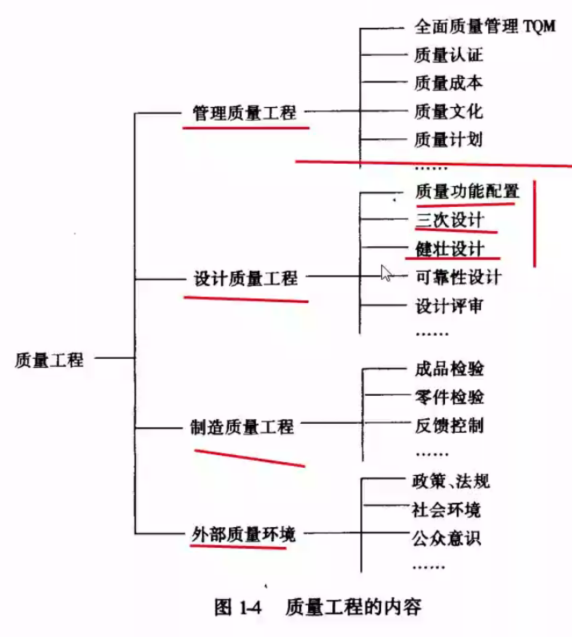 全面质量管理 TQM
质量认证
质量成本
管理质量工程
质量文化
质量计划
……
质量功能配置
三次设计
健壮设计
设计质量工程
可靠性设计
设计评审
……
质量工程
成品检验
零件检验
制造质量工程
反馈控制
……
政策、法规
社会环境
外部质量环境
公众意识
……
图 1-4 质量工程的内容